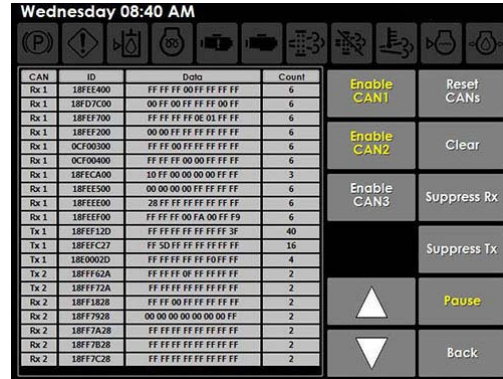 Wednesday 08:40 AM
(P)
CAN ID Data Count
Rx 1 18FEE400 FF FF FF 00 FF FF FF FF 6
Rx 1 18FD7C00 00 FF 00 FF FF FF 00 FF 6
Rx 1 18FEF700 FF FF FF FF 0E 01 FF FF 6
Rx 1 18FEF200 00 00 FF FF FF FF FF FF 6
Rx 1 0CF00300 FF FF 00 FF FF FF FF FF 6
Rx 1 0CF00400 FF FF FF 00 00 FF FF FF 6
Rx 1 18FECA00 10 FF 00 00 00 00 FF FF 3
Rx 1 18FEE500 00 00 00 00 FF FF FF FF 6
Rx 1 18FEEE00 28 FF FF FF FF FF FF FF 6
Rx 1 18FEEF00 FF FF FF 00 FA 00 FF F9 6
Tx 1 18FEF12D FF FF FF FF FF FF FF 3F 40
Tx 1 18FEFC27 FF 5D FF FF FF FF FF FF 16
Tx 1 18E0002D FF FF FF FF FF F0 FF FF 4
Tx 2 18FFF62A FF FF FF 0F FF FF FF FF 2
Tx 2 18FFF72A FF FF FF FF FF FF FF FF 2
Rx 2 18FF1828 FF FF 00 FF FF FF FF FF 2
Rx 2 18FF7928 00 00 00 00 00 00 00 FF 2
Rx 2 18FF7A28 FF FF FF FF FF FF FF FF 2
Rx 2 18FF7B28 FF FF FF FF FF FF FF FF 2
Rx 2 18FF7C28 FF FF FF FF FF FF FF FF 2
Enable
CAN1
Reset
CANs
Enable
CAN2
Clear
Enable
CAN3
Suppress Rx
Suppress Tx
Pause
Back